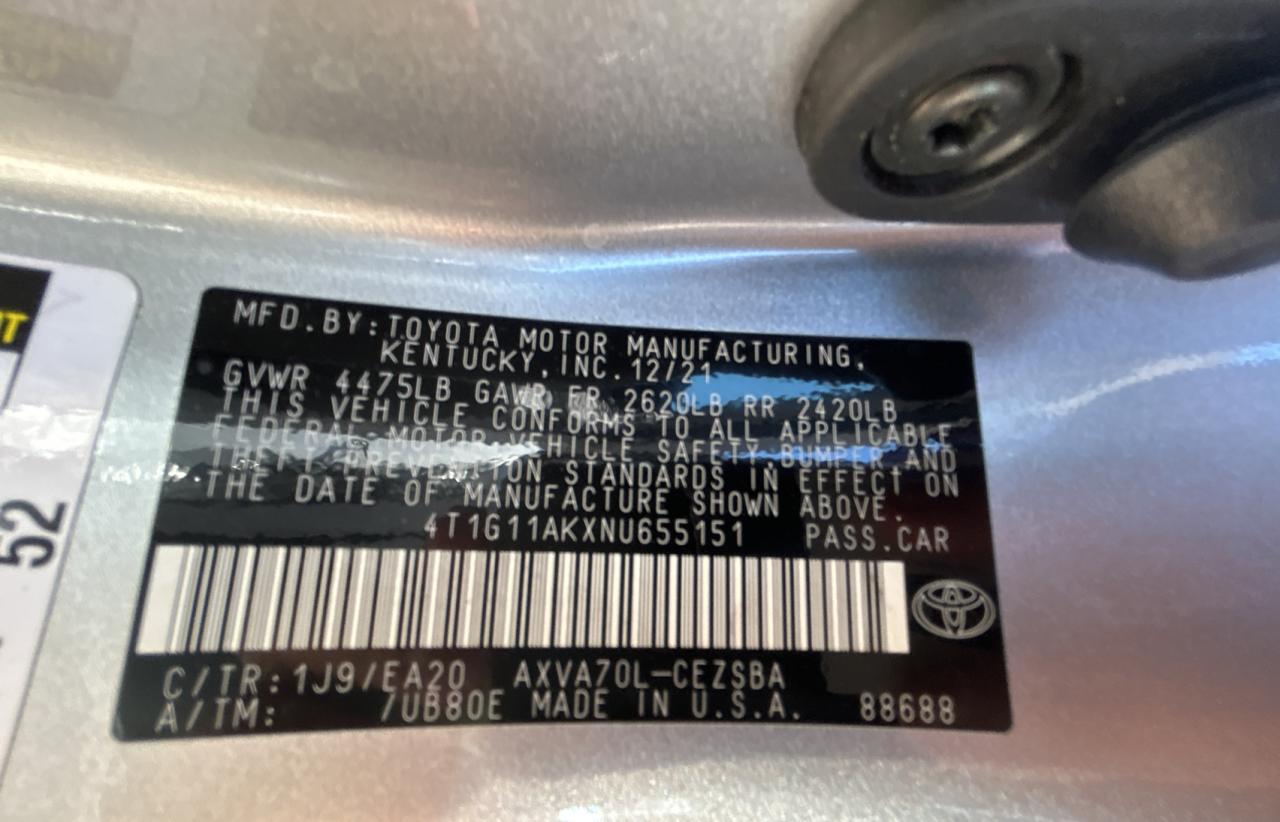 MFD.BY:TOYOTA MOTOR MANUFACTURING,
KENTUCKY,INC.12/21
GVWR 4475LB GAWR FR 2620LB RR 2420LB
THIS VEHICLE CONFORMS TO ALL APPLICABLE
FEDERAL MOTOR VEHICLE SAFETY,BUMPER,AND
THEFT PREVENTION STANDARDS IN EFFECT ON
THE DATE OF MANUFACTURE SHOWN ABOVE.
4T1G11AKXNU655151 PASS.CAR
C/TR:1J9/EA20 AXVA70L-CEZSBA
A/TM: /UB80E MADE IN U.S.A. 88688
52